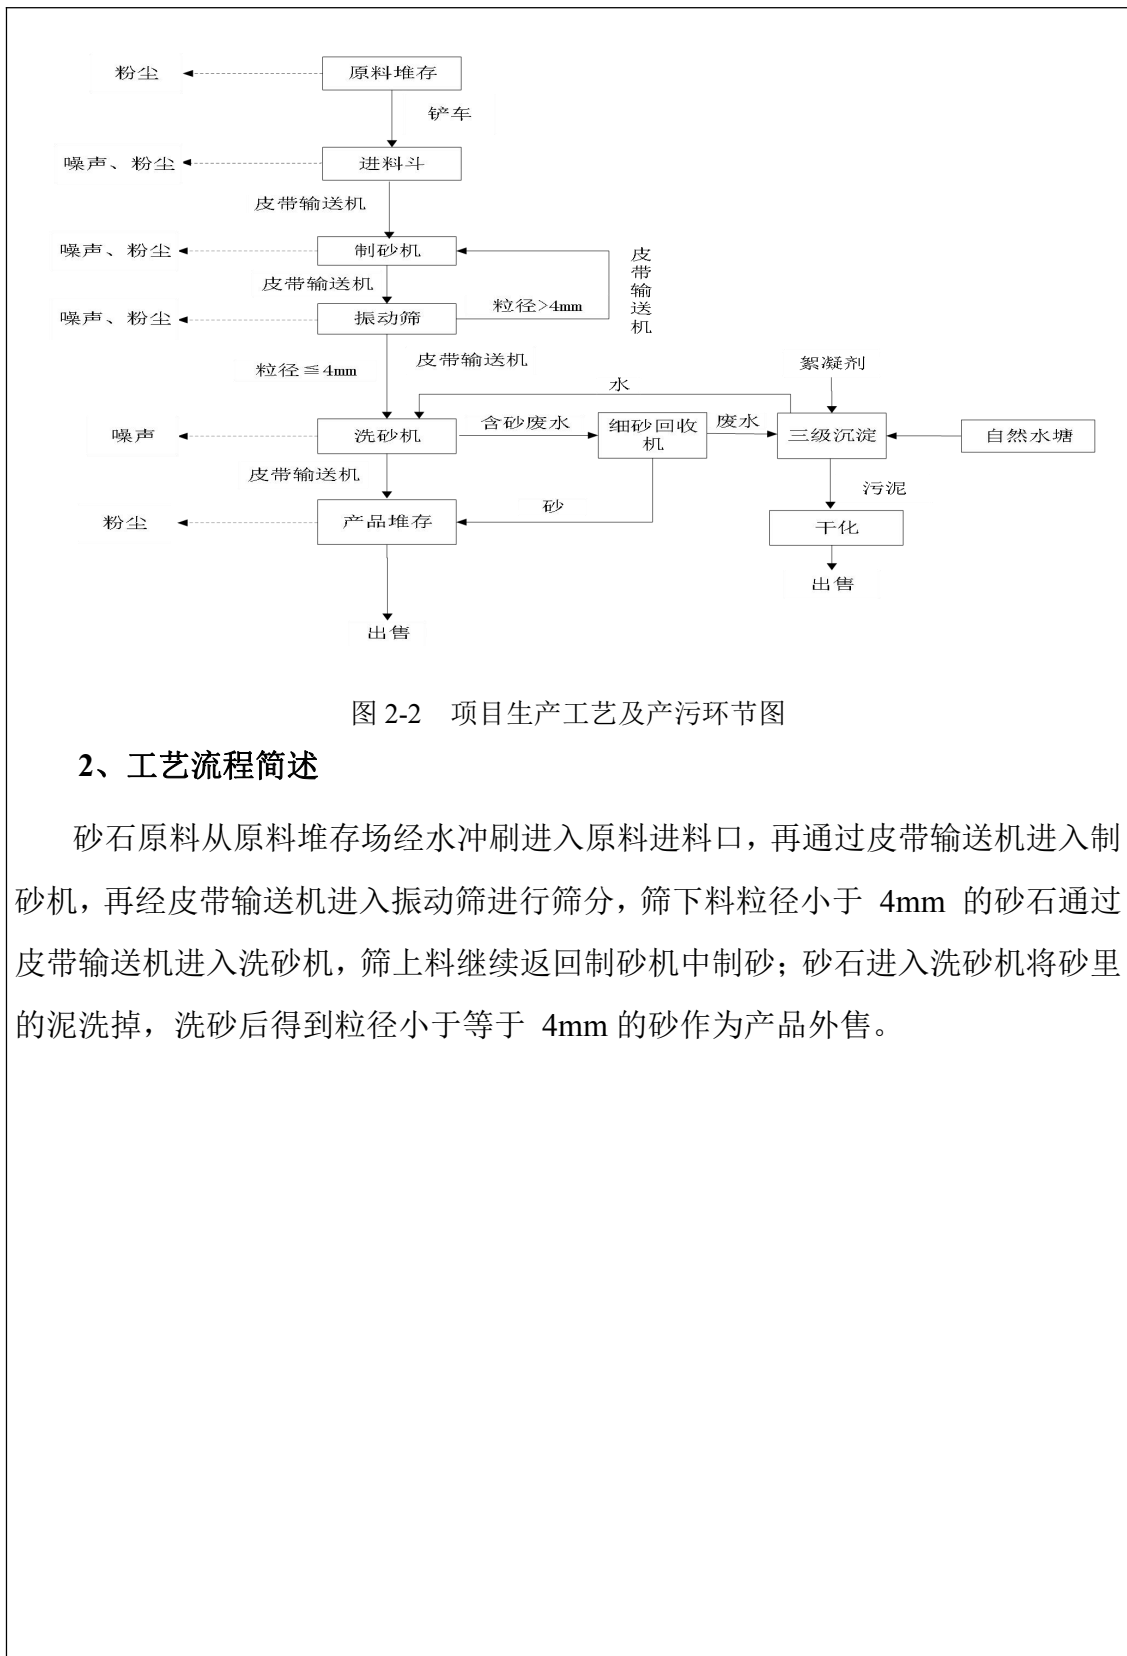 粉尘
原料堆存
铲车
噪声、粉尘
进料斗
皮带输送机
噪声、粉尘
制砂机
皮带输送机
皮带输送机
噪声、粉尘
振动筛
粒径>4mm
粒径≦4mm
皮带输送机
水
絮凝剂
噪声
洗砂机
含砂废水
细砂回收
机
废水
三级沉淀
自然水塘
皮带输送机
污泥
粉尘
产品堆存
砂
干化
出售
出售
图 2-2 项目生产工艺及产污环节图
2、工艺流程简述
砂石原料从原料堆存场经水冲刷进入原料进料口，再通过皮带输送机进入制
砂机，再经皮带输送机进入振动筛进行筛分，筛下料粒径小于 4mm 的砂石通过
皮带输送机进入洗砂机，筛上料继续返回制砂机中制砂；砂石进入洗砂机将砂里
的泥洗掉，洗砂后得到粒径小于等于 4mm 的砂作为产品外售。